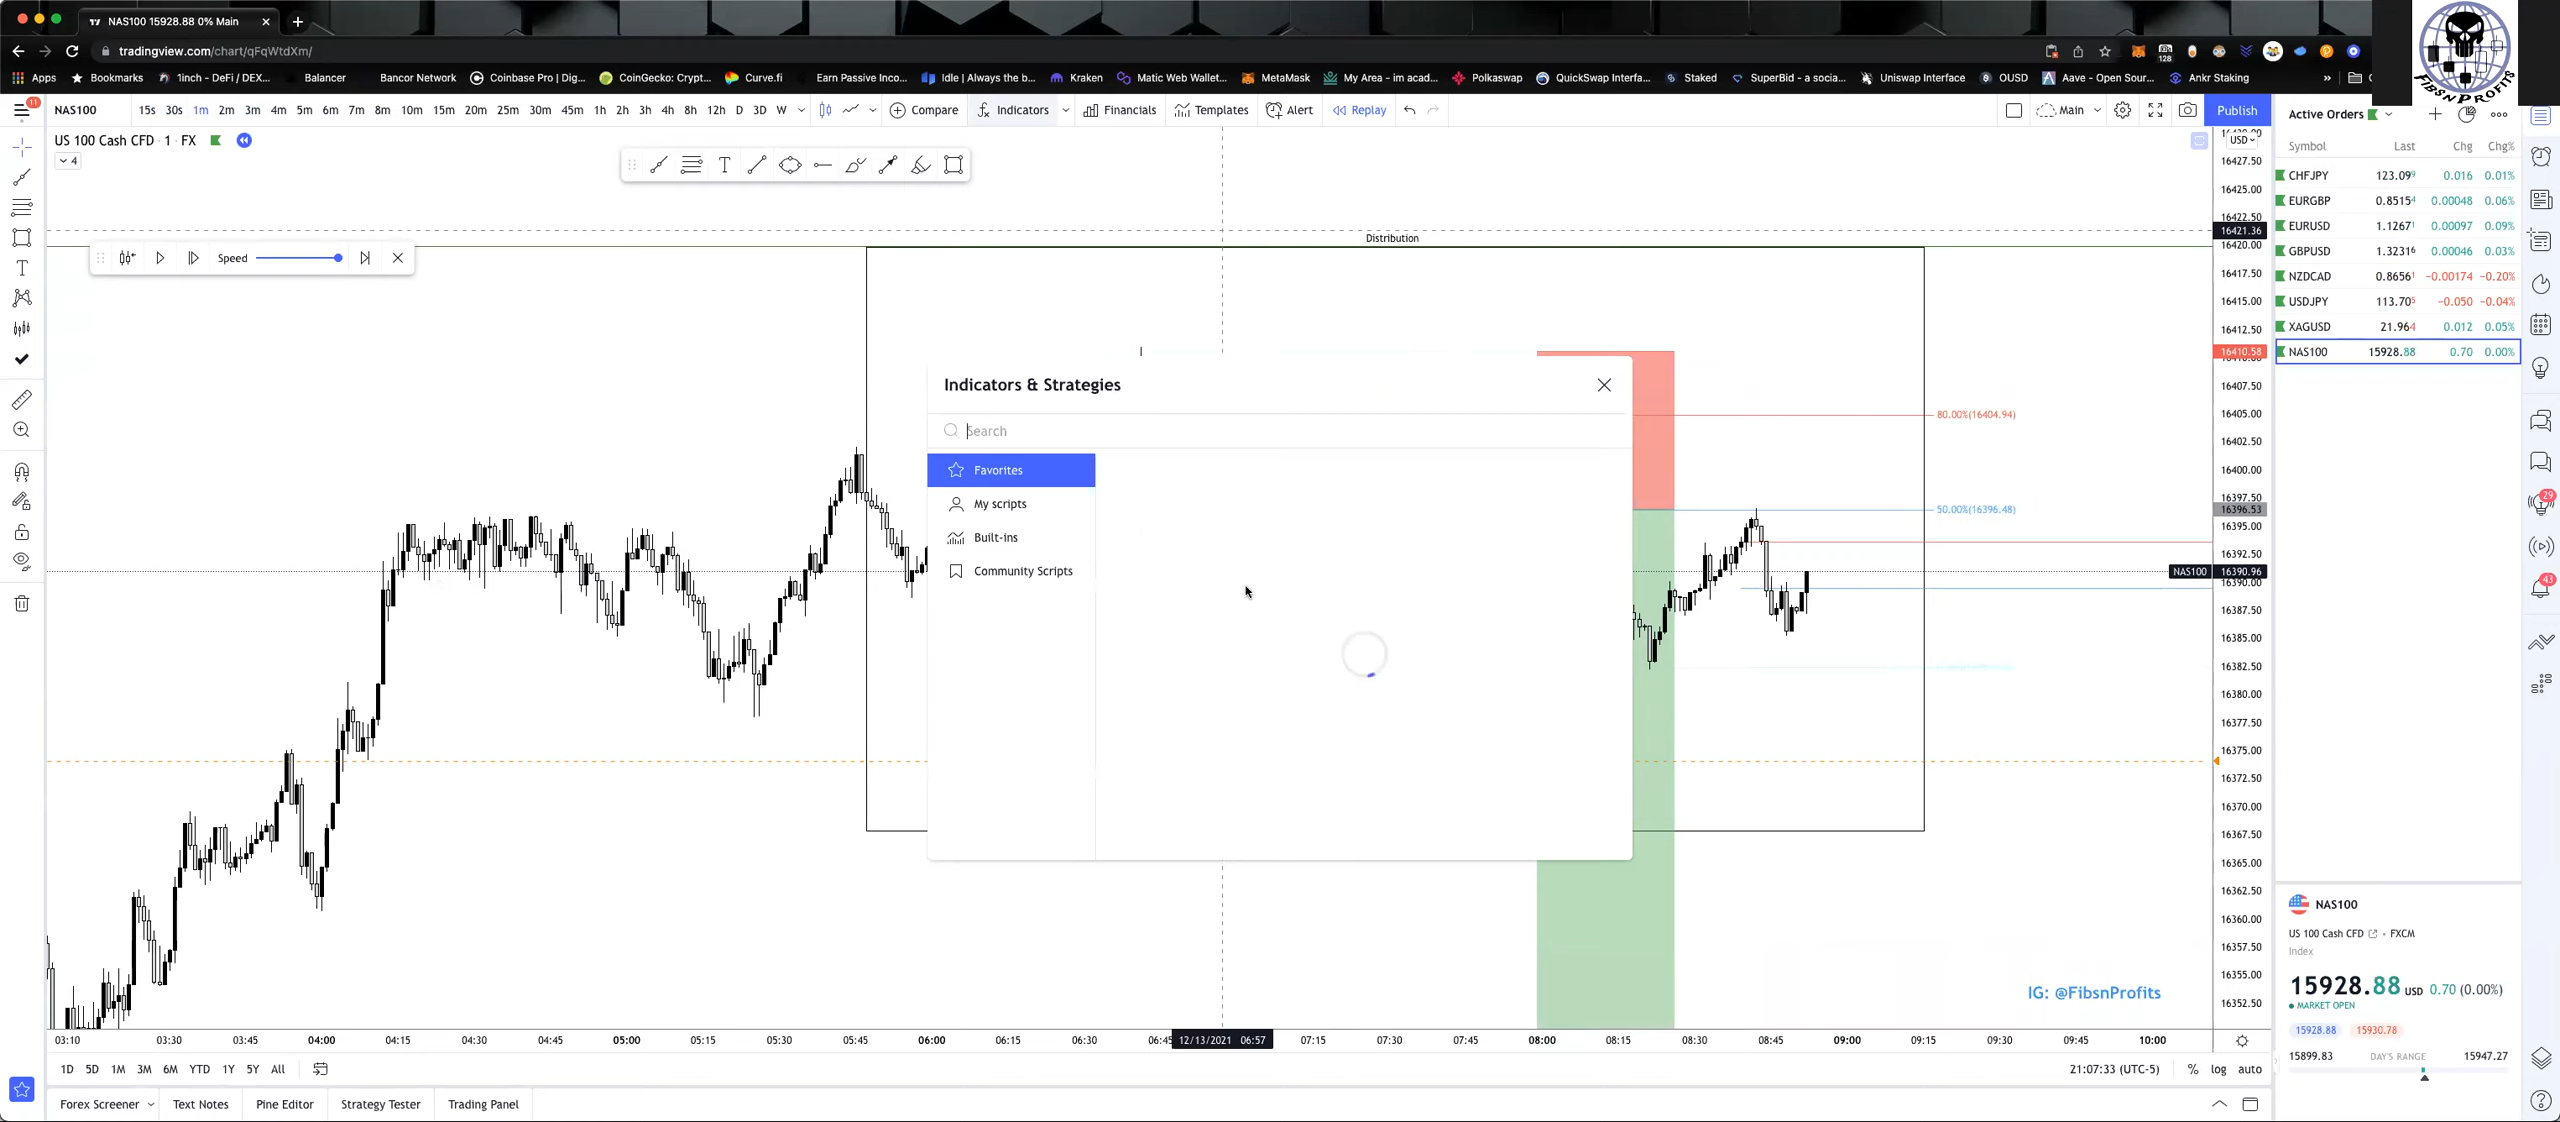 NAS100 15928.88 0% Main
tradingview.com/chart/qFqWtdXm/
128
Apps Bookmarks 1inch - DeFi / DEX... Balancer Bancor Network Coinbase Pro | Dig... CoinGecko: Crypt... Curve.fi Earn Passive Inco... Idle | Always the b... Kraken Matic Web Wallet... MetaMask My Area - im acad... Polkaswap QuickSwap Interfa... Staked SuperBid - a socia... Uniswap Interface OUSD Aave - Open Sour... Ankr Staking »
FIBSNPROFITS
11
NAS100 15s 30s 1m 2m 3m 4m 5m 6m 7m 8m 10m 15m 20m 25m 30m 45m 1h 2h 3h 4h 8h 12h D 3D W Compare Indicators Financials Templates Alert Replay Main Publish
US 100 Cash CFD · 1 · FX
4
Speed
Distribution
Indicators & Strategies
Search
Favorites
My scripts
Built-ins
Community Scripts
80.00%(16404.94)
50.00%(16396.48)
IG: @FibsnProfits
USD
16427.50
16425.00
16422.50
16421.36
16420.00
16417.50
16415.00
16412.50
16410.58
16407.50
16405.00
16402.50
16400.00
16397.50
16396.53
16395.00
16392.50
NAS100 16390.96
16390.00
16387.50
16385.00
16382.50
16380.00
16377.50
16375.00
16372.50
16370.00
16367.50
16365.00
16362.50
16360.00
16357.50
16355.00
16352.50
03:10 03:30 03:45 04:00 04:15 04:30 04:45 05:00 05:15 05:30 05:45 06:00 06:15 06:30 06:45 12/13/2021 06:57 07:15 07:30 07:45 08:00 08:15 08:30 08:45 09:00 09:15 09:30 09:45 10:00
1D 5D 1M 3M 6M YTD 1Y 5Y All 21:07:33 (UTC-5) % log auto
Forex Screener Text Notes Pine Editor Strategy Tester Trading Panel
Active Orders
Symbol Last Chg Chg%
CHFJPY 123.099 0.016 0.01%
EURGBP 0.85154 0.00048 0.06%
EURUSD 1.12671 0.00097 0.09%
GBPUSD 1.32316 0.00046 0.03%
NZDCAD 0.86561 −0.00174 −0.20%
USDJPY 113.705 −0.050 −0.04%
XAGUSD 21.964 0.012 0.05%
NAS100 15928.88 0.70 0.00%
29
43
NAS100
US 100 Cash CFD • FXCM
Index
15928.88 USD 0.70 (0.00%)
MARKET OPEN
15928.88 15930.78
15899.83 DAY'S RANGE 15947.27